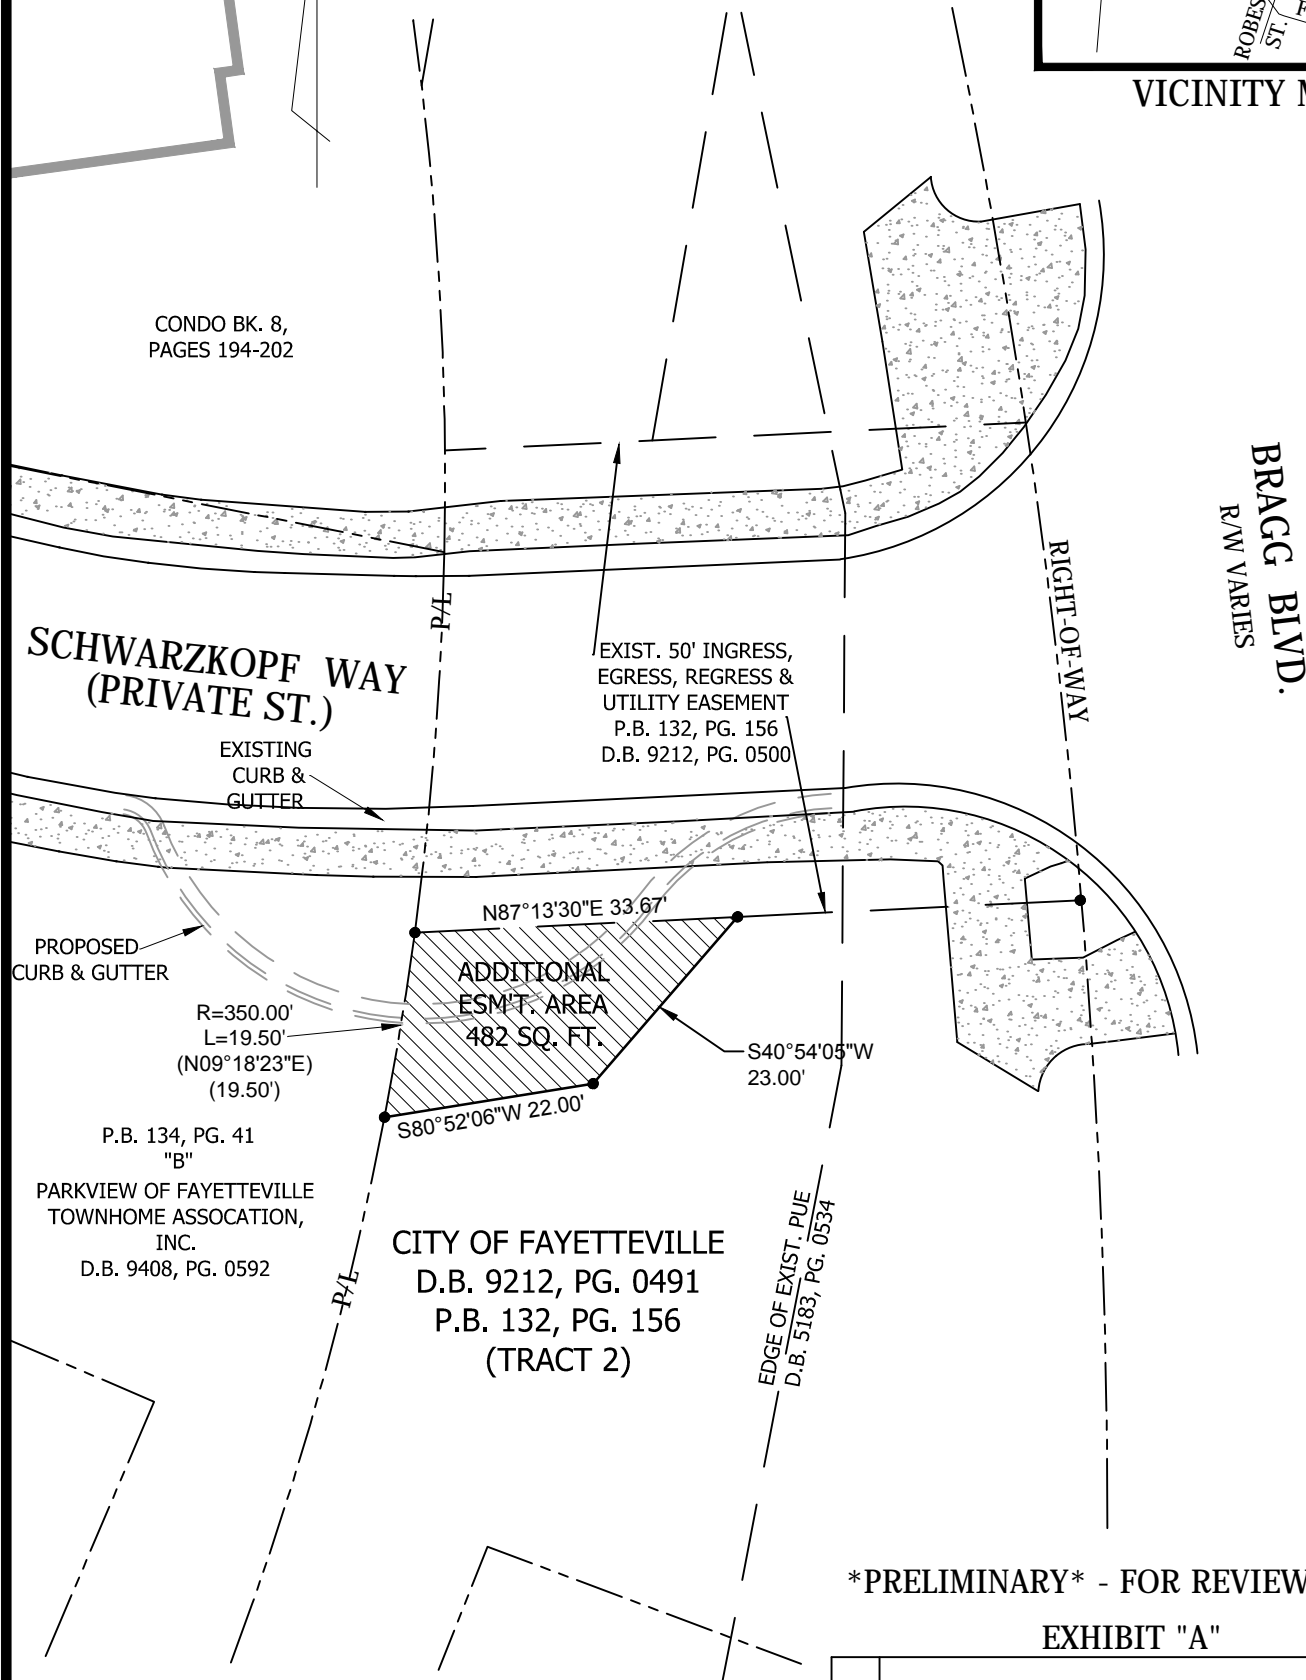 ROBES
ST.
VICINITY
CONDO BK. 8,
PAGES 194-202
BRAGG BLVD.
R/W VARIES
RIGHT-OF-WAY
P/L
SCHWARZKOPF WAY
(PRIVATE ST.)
EXIST. 50' INGRESS,
EGRESS, REGRESS &
UTILITY EASEMENT
P.B. 132, PG. 156
D.B. 9212, PG. 0500
EXISTING
CURB &
GUTTER
N87°13'30"E 33.67'
PROPOSED
CURB & GUTTER
ADDITIONAL
ESM'T. AREA
482 SQ. FT.
R=350.00'
L=19.50'
(N09°18'23"E)
(19.50')
S40°54'05"W
23.00'
S80°52'06"W 22.00'
P.B. 134, PG. 41
"B"
PARKVIEW OF FAYETTEVILLE
TOWNHOME ASSOCATION,
INC.
D.B. 9408, PG. 0592
P/L
CITY OF FAYETTEVILLE
D.B. 9212, PG. 0491
P.B. 132, PG. 156
(TRACT 2)
EDGE OF EXIST. PUE
D.B. 5183, PG. 0534
*PRELIMINARY* - FOR REVIEW
EXHIBIT "A"